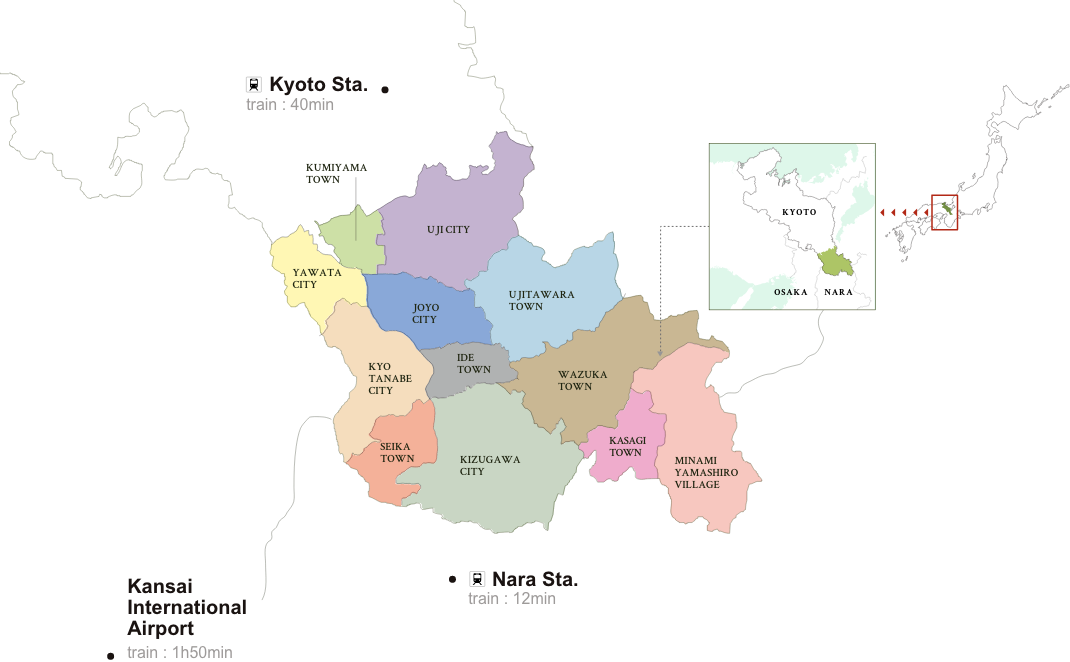 Kyoto Sta.
train : 40min
KUMIYAMA
TOWN
UJI CITY
YAWATA
CITY
UJITAWARA
TOWN
JOYO
CITY
IDE
TOWN
KYO
TANABE
CITY
WAZUKA
TOWN
SEIKA
TOWN
KIZUGAWA
CITY
KASAGI
TOWN
MINAMI
YAMASHIRO
VILLAGE
KYOTO
OSAKA
NARA
Nara Sta.
train : 12min
Kansai
International
Airport
train : 1h50min